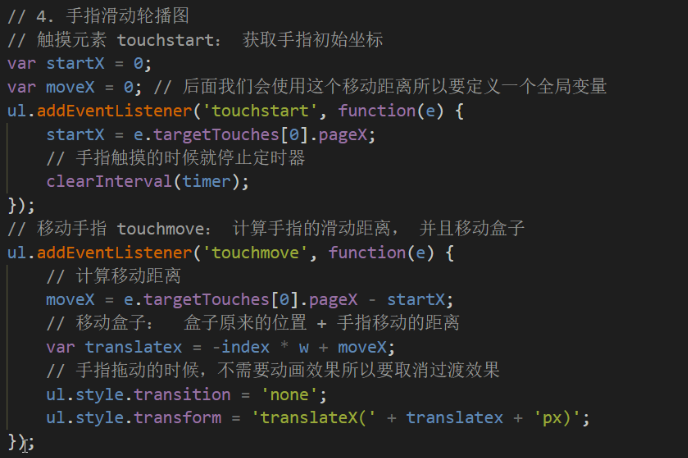 // 4. 手指滑动轮播图
// 触摸元素 touchstart： 获取手指初始坐标
var startX = 0;
var moveX = 0; // 后面我们会使用这个移动距离所以要定义一个全局变量
ul.addEventListener('touchstart', function(e) {
    startX = e.targetTouches[0].pageX;
    // 手指触摸的时候就停止定时器
    clearInterval(timer);
});
// 移动手指 touchmove： 计算手指的滑动距离， 并且移动盒子
ul.addEventListener('touchmove', function(e) {
    // 计算移动距离
    moveX = e.targetTouches[0].pageX - startX;
    // 移动盒子：  盒子原来的位置 + 手指移动的距离
    var translatex = -index * w + moveX;
    // 手指拖动的时候，不需要动画效果所以要取消过渡效果
    ul.style.transition = 'none';
    ul.style.transform = 'translateX(' + translatex + 'px)';
});